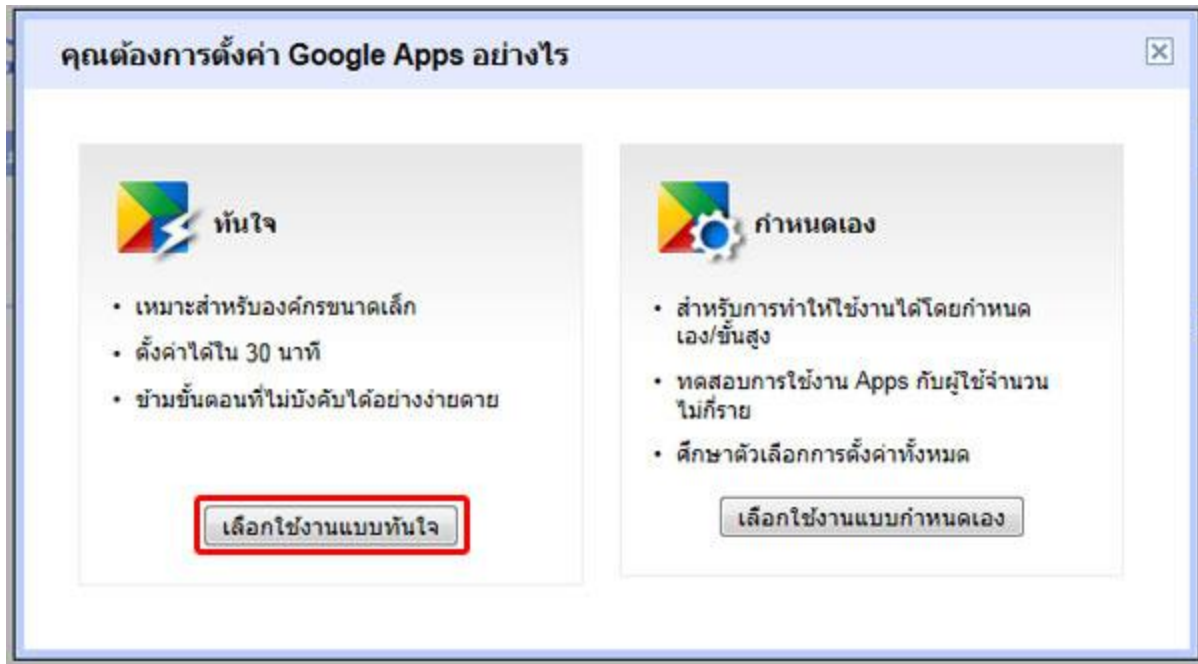 คุณต้องการตั้งค่า Google Apps อย่างไร
ทันใจ
• เหมาะสำหรับองค์กรขนาดเล็ก
• ตั้งค่าได้ใน 30 นาที
• ข้ามขั้นตอนที่ไม่บังคับได้อย่างง่ายดาย
เลือกใช้งานแบบทันใจ
กำหนดเอง
• สำหรับการทำให้ใช้งานได้โดยกำหนด
เอง/ขั้นสูง
• ทดสอบการใช้งาน Apps กับผู้ใช้จำนวน
ไม่กี่ราย
• ศึกษาตัวเลือกการตั้งค่าทั้งหมด
เลือกใช้งานแบบกำหนดเอง